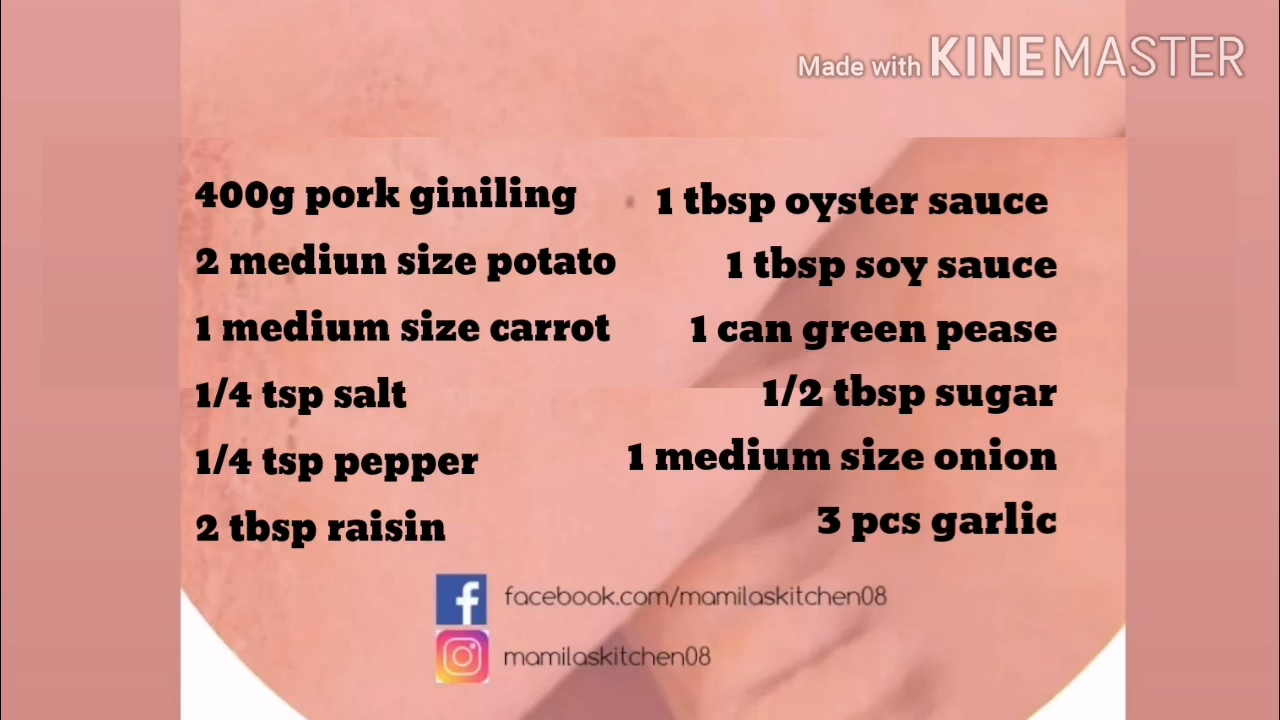 Made with KINEMASTER
400g pork giniling
2 mediun size potato
1 medium size carrot
1/4 tsp salt
1/4 tsp pepper
2 tbsp raisin
1 tbsp oyster sauce
1 tbsp soy sauce
1 can green pease
1/2 tbsp sugar
1 medium size onion
3 pcs garlic
facebook.com/mamilaskitchen08
mamilaskitchen08